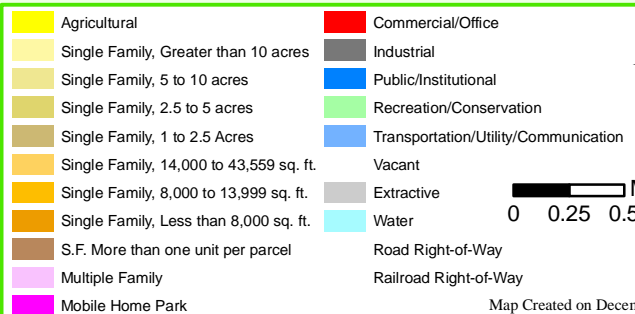 Agricultural
Single Family, Greater than 10 acres
Single Family, 5 to 10 acres
Single Family, 2.5 to 5 acres
Single Family, 1 to 2.5 Acres
Single Family, 14,000 to 43,559 sq. ft.
Single Family, 8,000 to 13,999 sq. ft.
Single Family, Less than 8,000 sq. ft.
S.F. More than one unit per parcel
Multiple Family
Mobile Home Park
Commercial/Office
Industrial
Public/Institutional
Recreation/Conservation
Transportation/Utility/Communication
Vacant
Extractive
Water
Road Right-of-Way
Railroad Right-of-Way
0 0.25
Map Created on